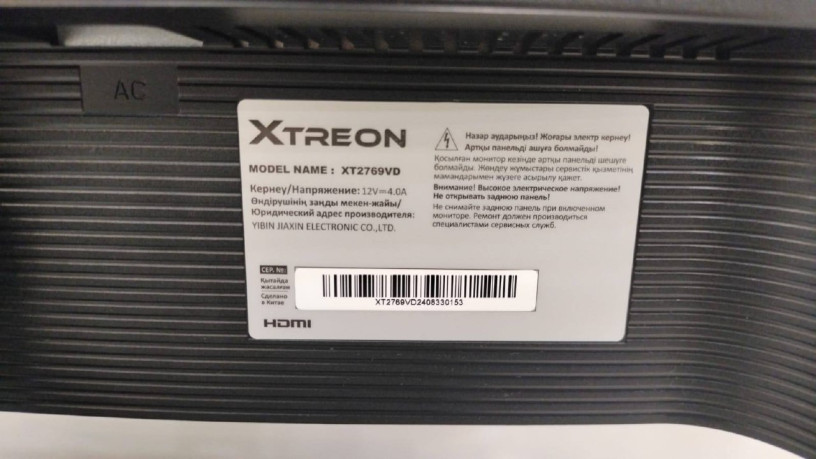 AC
XTREON
MODEL NAME : XT2769VD
Кернеу/Напряжение: 12V⎓4.0A
Өндірушінің заңды мекен-жайы/
Юридический адрес производителя:
YIBIN JIAXIN ELECTRONIC CO.,LTD.
Назар аударыңыз! Жоғары электр кернеу!
Артқы панельді ашуға болмайды!
Қосылған монитор кезінде артқы панельді шешуге
болмайды. Жөндеу жұмыстары сервистік қызметінің
мамандарымен жүзеге асырылу қажет.
Внимание! Высокое электрическое напряжение!
Не открывать заднюю панель!
Не снимайте заднюю панель при включенном
мониторе. Ремонт должен производиться
специалистами сервисных служб.
СЕР. №:
Қытайда
жасалған
Сделано
в Китае
XT2769VD2408330153
HDMI